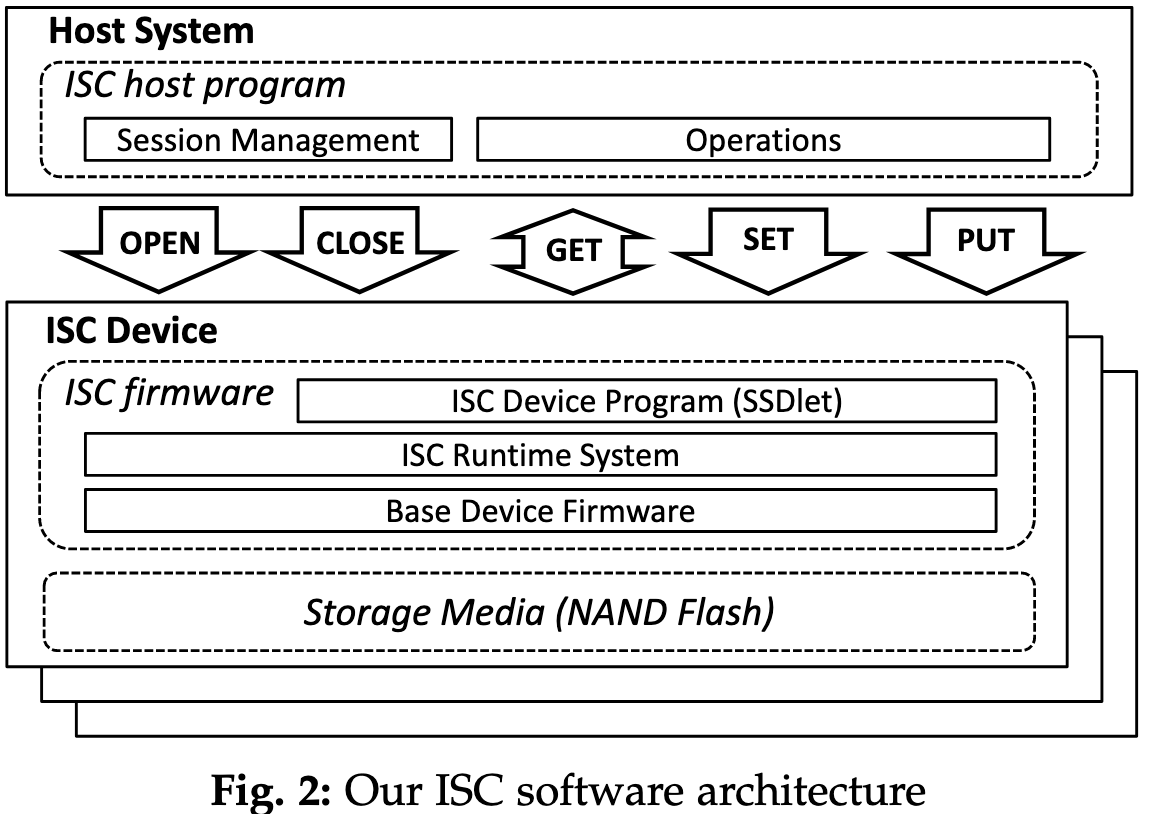 Host System
ISC host program
Session Management
Operations
OPEN
CLOSE
GET
SET
PUT
ISC Device
ISC firmware
ISC Device Program (SSDlet)
ISC Runtime System
Base Device Firmware
Storage Media (NAND Flash)
Fig. 2: Our ISC software architecture